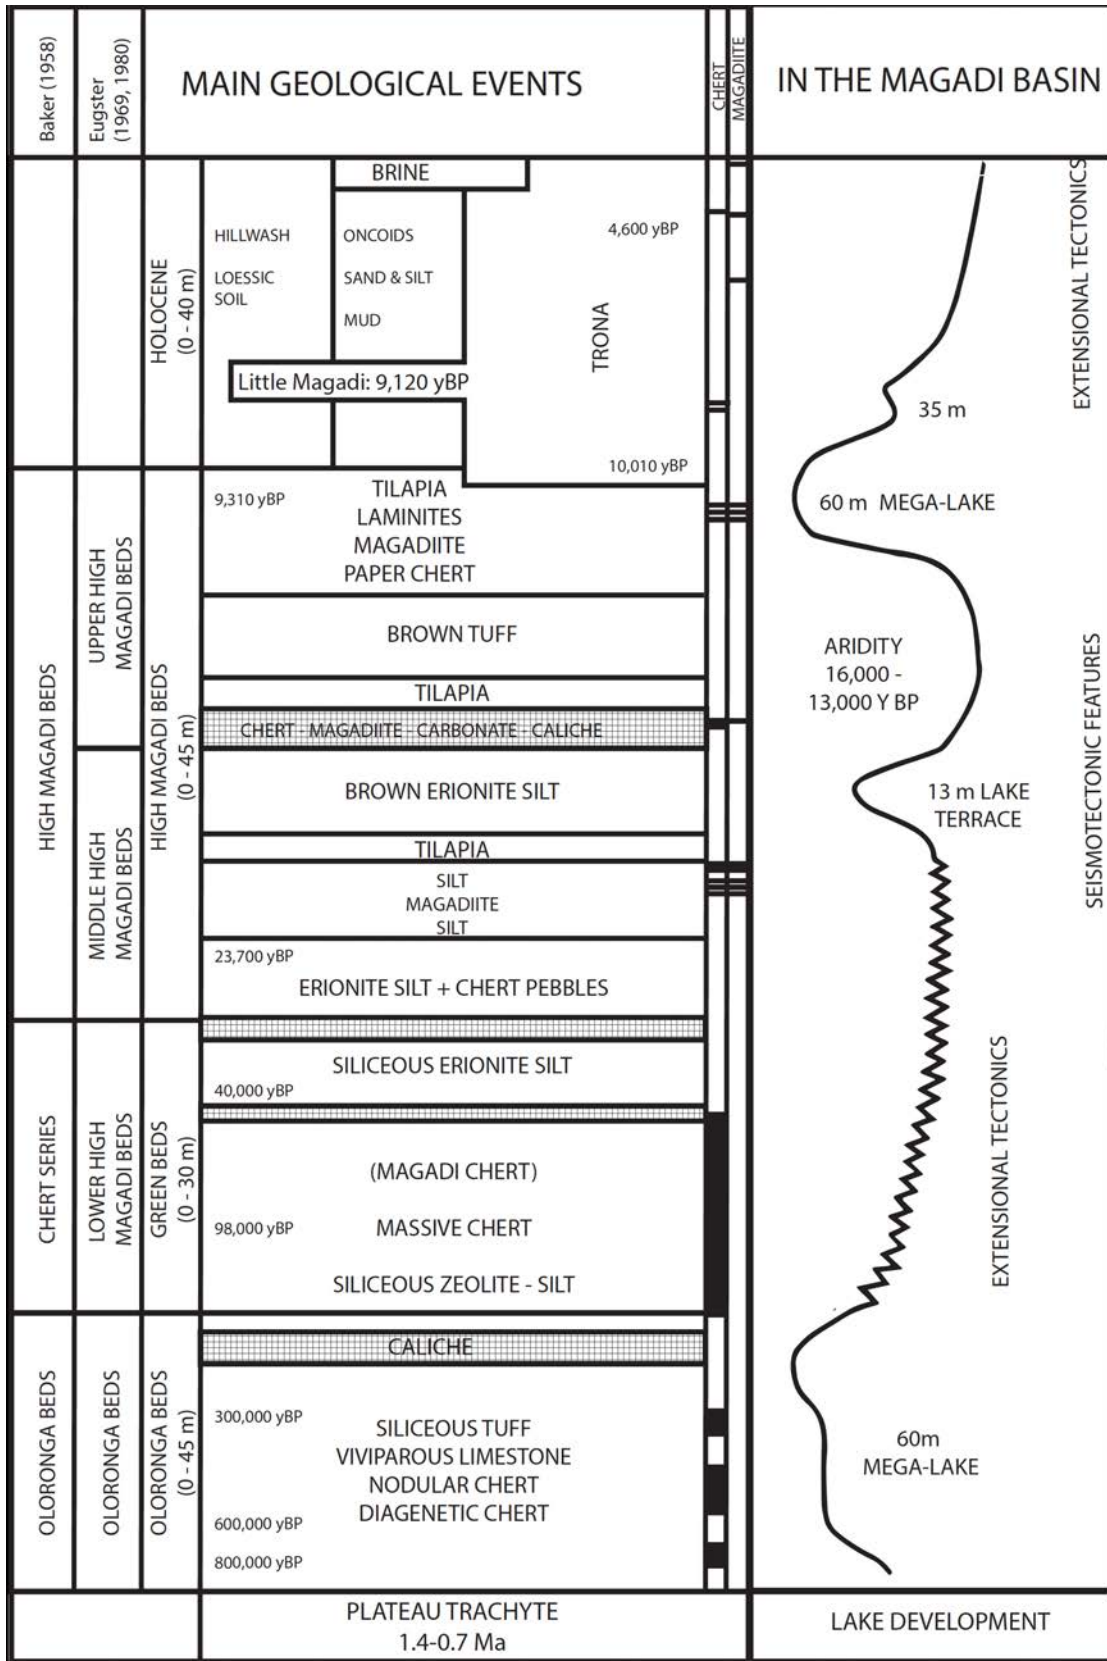 Baker (1958)
Eugster
(1969, 1980)
MAIN GEOLOGICAL EVENTS
CHERT
MAGADIITE
IN THE MAGADI BASIN
HOLOCENE
(0 - 40 m)
BRINE
HILLWASH
LOESSIC
SOIL
ONCOIDS
SAND & SILT
MUD
4,600 yBP
TRONA
Little Magadi: 9,120 yBP
10,010 yBP
HIGH MAGADI BEDS
UPPER HIGH
MAGADI BEDS
MIDDLE HIGH
MAGADI BEDS
HIGH MAGADI BEDS
(0 - 45 m)
9,310 yBP
TILAPIA
LAMINITES
MAGADIITE
PAPER CHERT
BROWN TUFF
TILAPIA
CHERT - MAGADIITE - CARBONATE - CALICHE
BROWN ERIONITE SILT
TILAPIA
SILT
MAGADIITE
SILT
23,700 yBP
ERIONITE SILT + CHERT PEBBLES
CHERT SERIES
LOWER HIGH
MAGADI BEDS
GREEN BEDS
(0 - 30 m)
SILICEOUS ERIONITE SILT
40,000 yBP
(MAGADI CHERT)
98,000 yBP
MASSIVE CHERT
SILICEOUS ZEOLITE - SILT
OLORONGA BEDS
OLORONGA BEDS
OLORONGA BEDS
(0 - 45 m)
CALICHE
300,000 yBP
SILICEOUS TUFF
VIVIPAROUS LIMESTONE
NODULAR CHERT
DIAGENETIC CHERT
600,000 yBP
800,000 yBP
PLATEAU TRACHYTE
1.4-0.7 Ma
EXTENSIONAL TECTONICS
35 m
60 m MEGA-LAKE
ARIDITY
16,000 -
13,000 Y BP
13 m LAKE
TERRACE
SEISMOTECTONIC FEATURES
EXTENSIONAL TECTONICS
60m
MEGA-LAKE
LAKE DEVELOPMENT